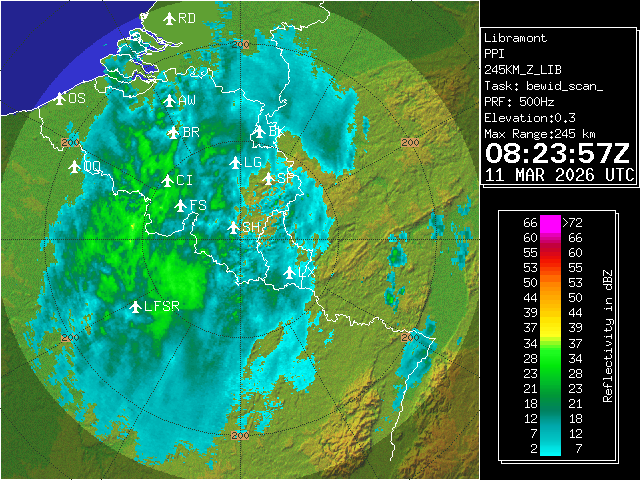 RD
200
Libramont
PPI
245KM_Z_LIB
Task: bewid_scan_
PRF: 500Hz
Elevation:0.3
Max Range:245 km
08:23:57Z
11 MAR 2026 UTC
OS
AW
BR
200
200
QQ
LG
CI
SP
FS
SH
LFSR
200
200
200
66 >72
60 66
55 60
53 55
50 53
44 50
42 44
39 42
37 39
34 37
28 34
23 28
21 23
18 21
12 18
7 12
2 7
Reflectivity in dBZ